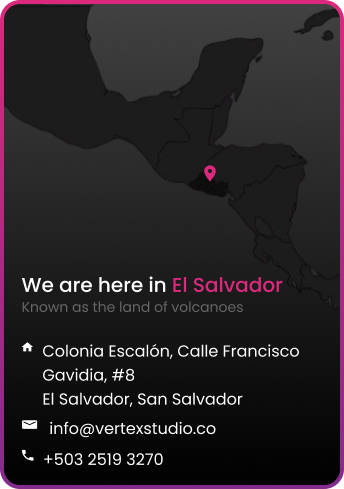 We are here in El Salvador
Known as the land of volcanoes
Colonia Escalón, Calle Francisco
Gavidia, #8
El Salvador, San Salvador
info@vertexstudio.co
+503 2519 3270